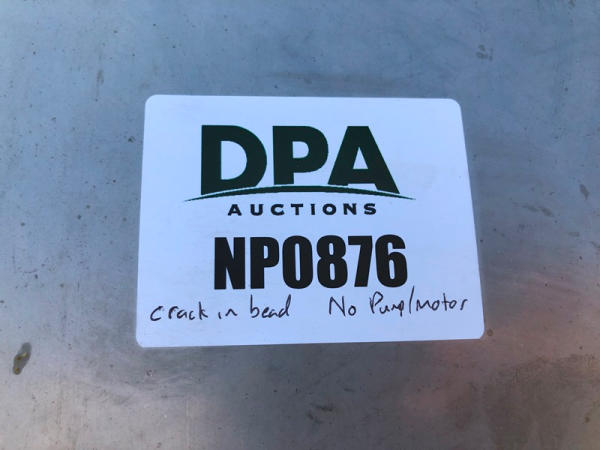 DPA
AUCTIONS
NP0876
crack in bead No Pump/motor